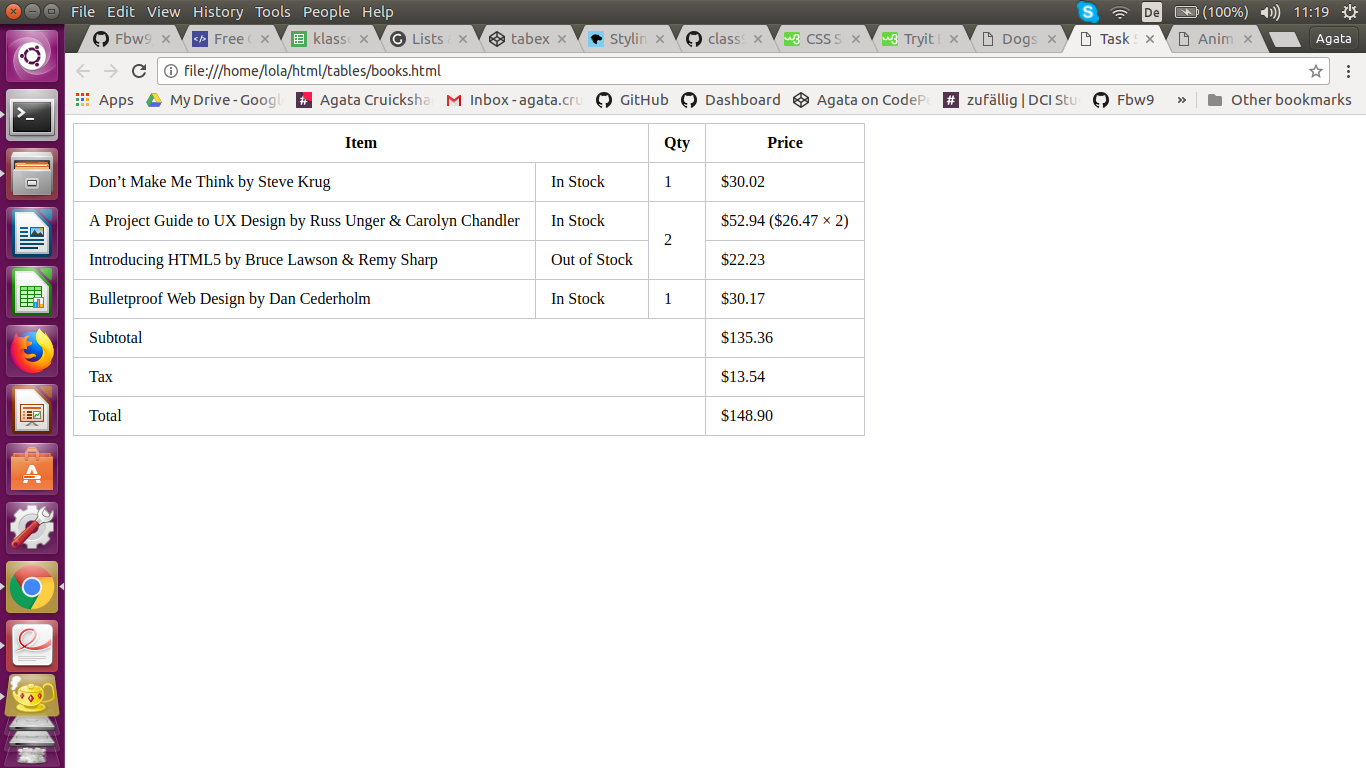 File Edit View History Tools People Help De (100%) 11:19
Fbw9 Free klasse Lists tabex Stylin class CSS S Tryit Dogs Task Anim Agata
file:///home/lola/html/tables/books.html
Apps My Drive - Googl Agata Cruicksha Inbox - agata.cru GitHub Dashboard Agata on CodePe zufällig | DCI Stu Fbw9 » Other bookmarks
Item Qty Price
Don’t Make Me Think by Steve Krug In Stock 1 $30.02
A Project Guide to UX Design by Russ Unger & Carolyn Chandler In Stock 2 $52.94 ($26.47 × 2)
Introducing HTML5 by Bruce Lawson & Remy Sharp Out of Stock $22.23
Bulletproof Web Design by Dan Cederholm In Stock 1 $30.17
Subtotal $135.36
Tax $13.54
Total $148.90